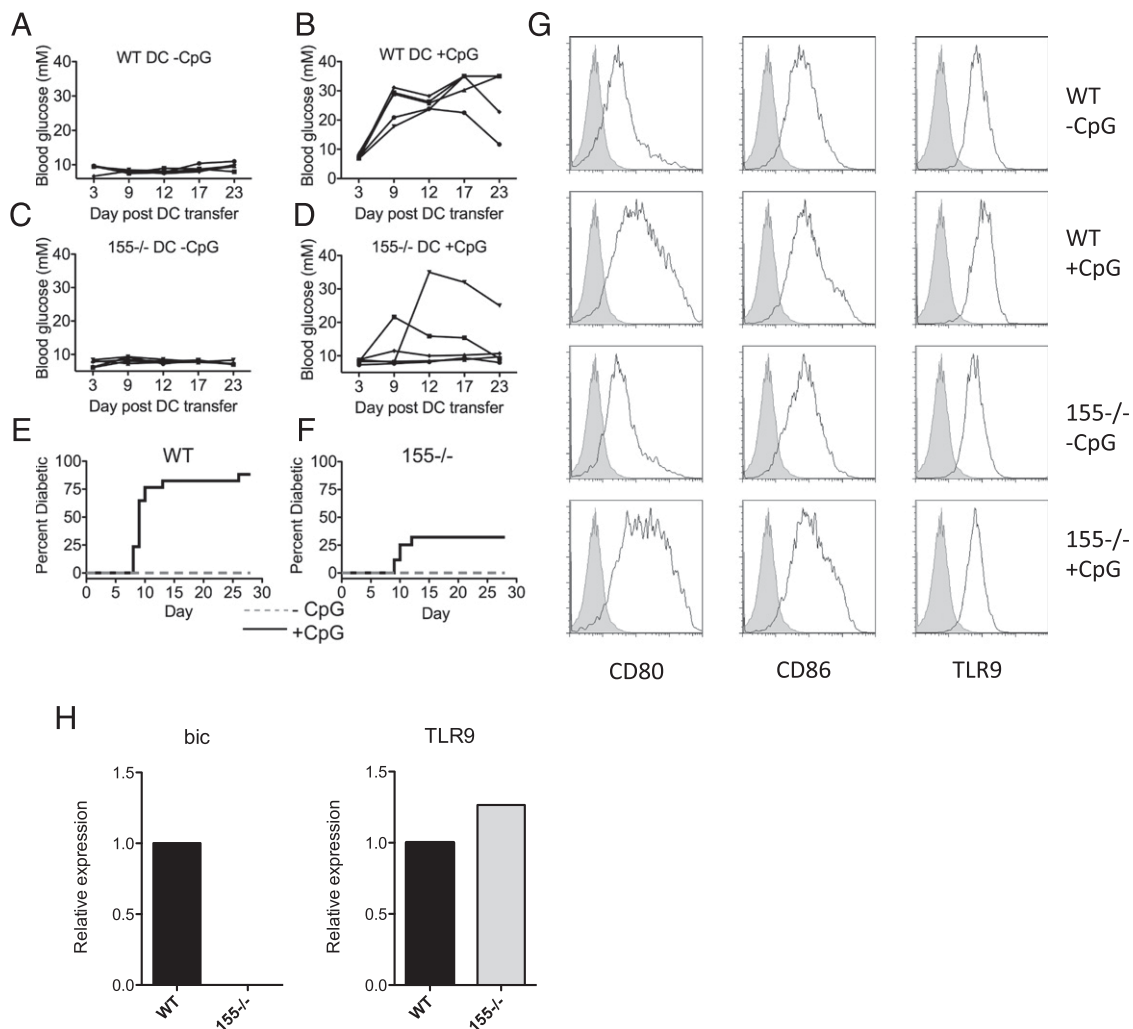 A
WT DC -CpG
Blood glucose (mM)
40
30
20
10
3 9 12 17 23
Day post DC transfer
B
WT DC +CpG
Blood glucose (mM)
40
30
20
10
0
3 9 12 17 23
Day post DC transfer
C
155-/- DC -CpG
Blood glucose (mM)
40
30
20
10
3 9 12 17 23
Day post DC transfer
D
155-/- DC +CpG
Blood glucose (mM)
40
30
20
10
3 9 12 17 23
Day post DC transfer
E
WT
Percent Diabetic
100
75
50
25
0
0 5 10 15 20 25 30
Day
F
155-/-
Percent Diabetic
100
75
50
25
0
0 5 10 15 20 25 30
Day
- CpG
+CpG
G
WT
-CpG
WT
+CpG
155-/-
-CpG
155-/-
+CpG
CD80 CD86 TLR9
H
bic
Relative expression
1.5
1.0
0.5
0.0
WT 155-/-
TLR9
Relative expression
1.5
1.0
0.5
0.0
WT 155-/-